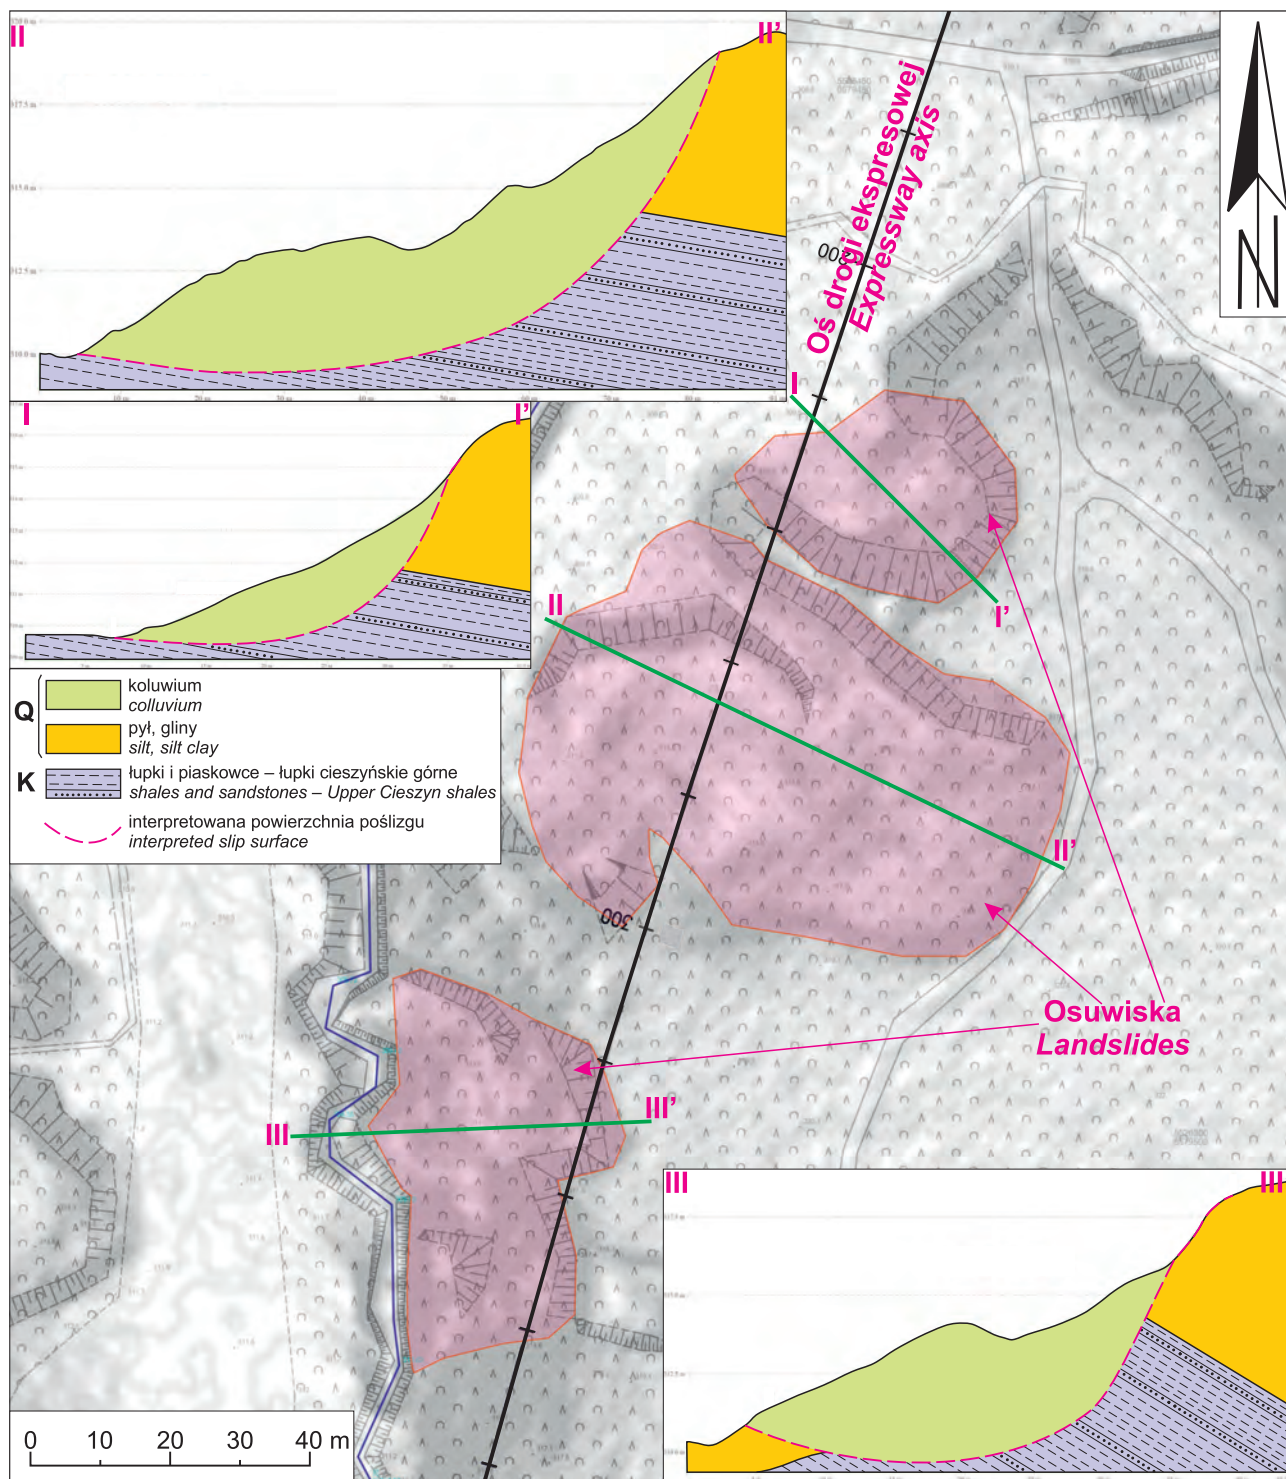 II
II'
Oś drogi ekspresowej
Expressway axis
200
N
I
I'
I
I'
II
II'
Q
koluwium
colluvium
pył, gliny
silt, silt clay
K
łupki i piaskowce – łupki cieszyńskie górne
shales and sandstones – Upper Cieszyn shales
interpretowana powierzchnia poślizgu
interpreted slip surface
300
Osuwiska
Landslides
III
III'
III
III
0 10 20 30 40 m